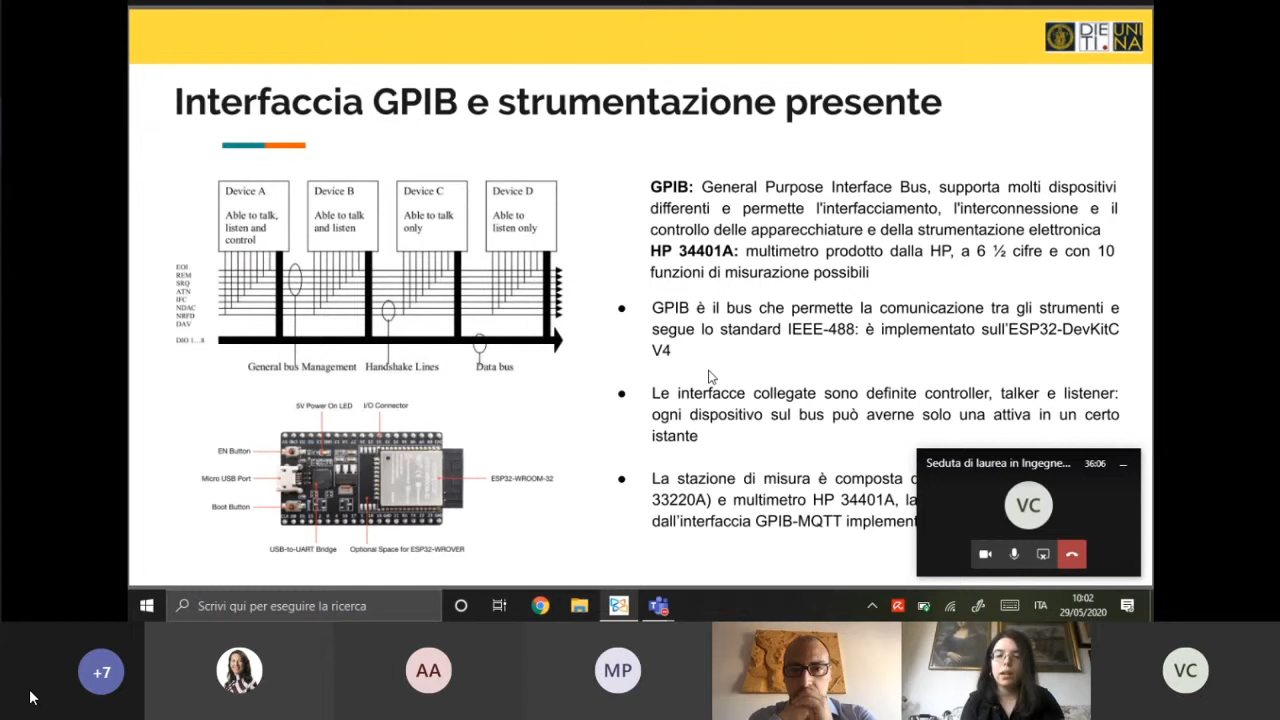 DIE
TI.
UNI
NA
Interfaccia GPIB e strumentazione presente
Device A
Able to talk,
listen and
control
Device B
Able to talk
and listen
Device C
Able to talk
only
Device D
Able to
listen only
EOI
REM
SRQ
ATN
IFC
NDAC
NRFD
DAV
DIO 1...8
General bus Management
Handshake Lines
Data bus
5V Power On LED
I/O Connector
EN Button
Micro USB Port
Boot Button
ESP32-WROOM-32
USB-to-UART Bridge
Optional Space for ESP32-WROVER
GPIB: General Purpose Interface Bus, supporta molti dispositivi
differenti e permette l'interfacciamento, l'interconnessione e il
controllo delle apparecchiature e della strumentazione elettronica
HP 34401A: multimetro prodotto dalla HP, a 6 ½ cifre e con 10
funzioni di misurazione possibili
● GPIB è il bus che permette la comunicazione tra gli strumenti e
segue lo standard IEEE-488: è implementato sull'ESP32-DevKitC
V4
● Le interfacce collegate sono definite controller, talker e listener:
ogni dispositivo sul bus può averne solo una attiva in un certo
istante
● La stazione di misura è composta
33220A) e multimetro HP 34401A,
dall'interfaccia GPIB-MQTT
Seduta di laurea in Ingegne... 36:06
VC
Scrivi qui per eseguire la ricerca
ITA
10:02
29/05/2020
+7
AA
MP
VC